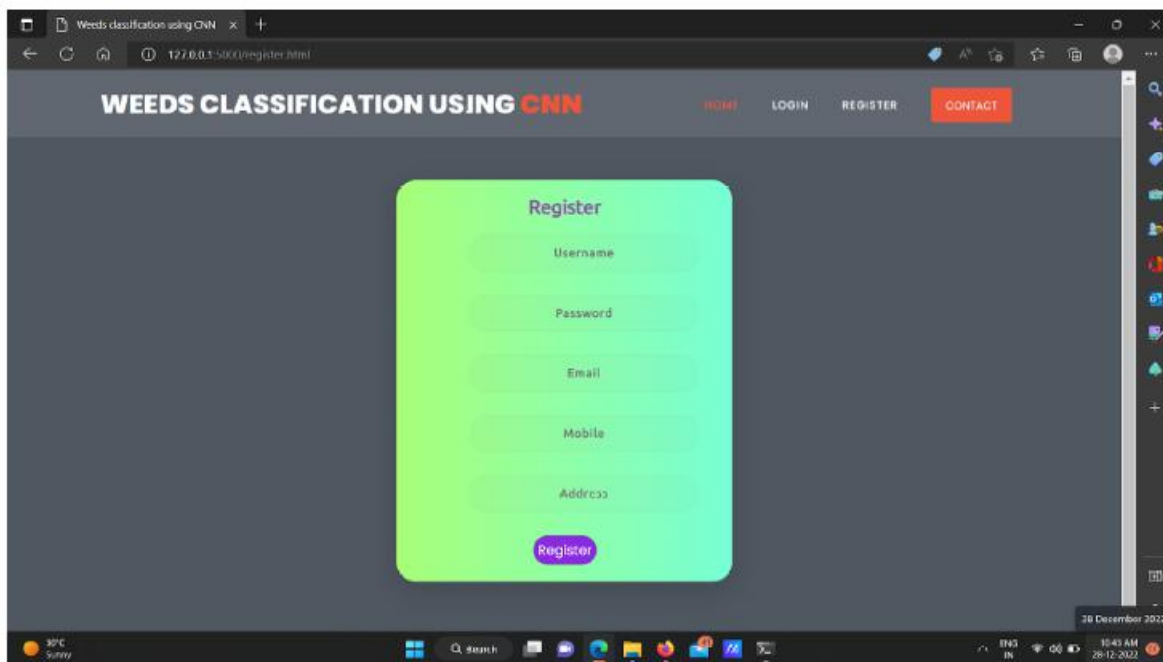 Weeds classification using CNN
127.0.0.1:5000/register.html
WEEDS CLASSIFICATION USING CNN
HOME
LOGIN
REGISTER
CONTACT
Register
Username
Password
Email
Mobile
Address
Register
28 December 2022
30°C
Sunny
Search
ENG
IN
10:43 AM
28-12-2022